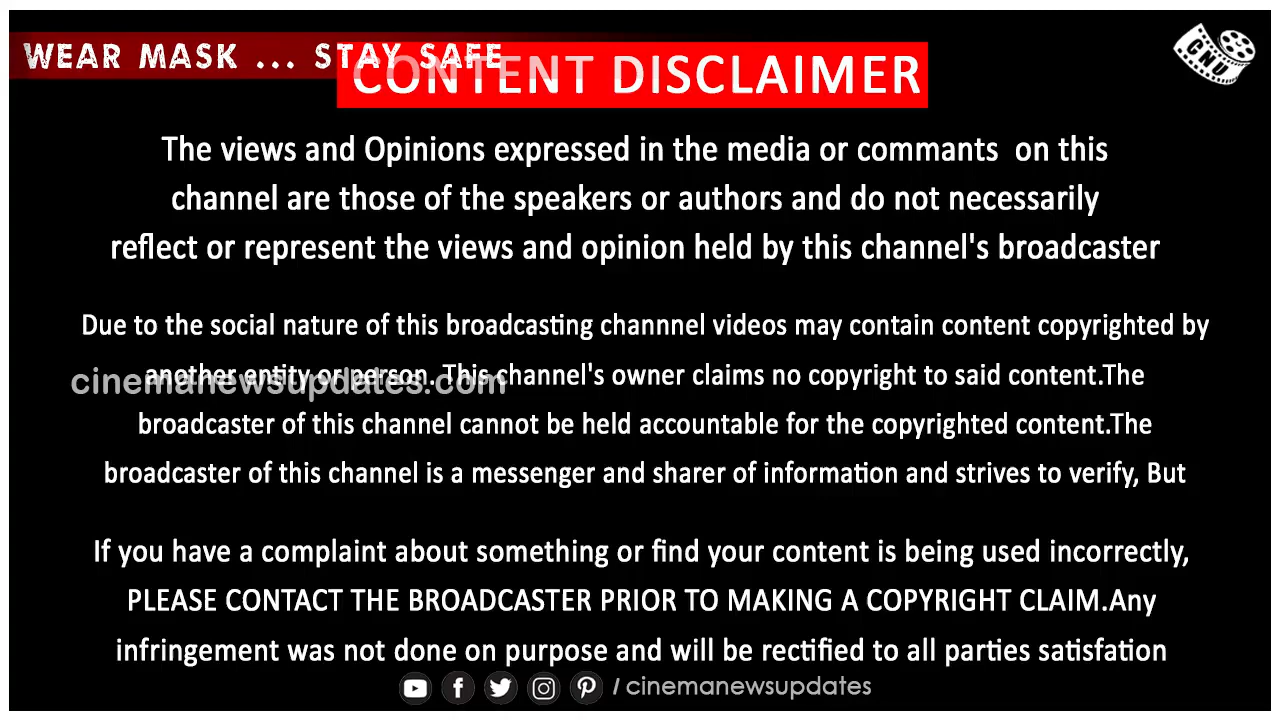 WEAR MASK ... STAY SAFE
CONTENT DISCLAIMER
CNU
The views and Opinions expressed in the media or commants on this
channel are those of the speakers or authors and do not necessarily
reflect or represent the views and opinion held by this channel's broadcaster
Due to the social nature of this broadcasting channnel videos may contain content copyrighted by
another entity or person. This channel's owner claims no copyright to said content.The
cinemanewsupdates.com
broadcaster of this channel cannot be held accountable for the copyrighted content.The
broadcaster of this channel is a messenger and sharer of information and strives to verify, But
If you have a complaint about something or find your content is being used incorrectly,
PLEASE CONTACT THE BROADCASTER PRIOR TO MAKING A COPYRIGHT CLAIM.Any
infringement was not done on purpose and will be rectified to all parties satisfation
/ cinemanewsupdates